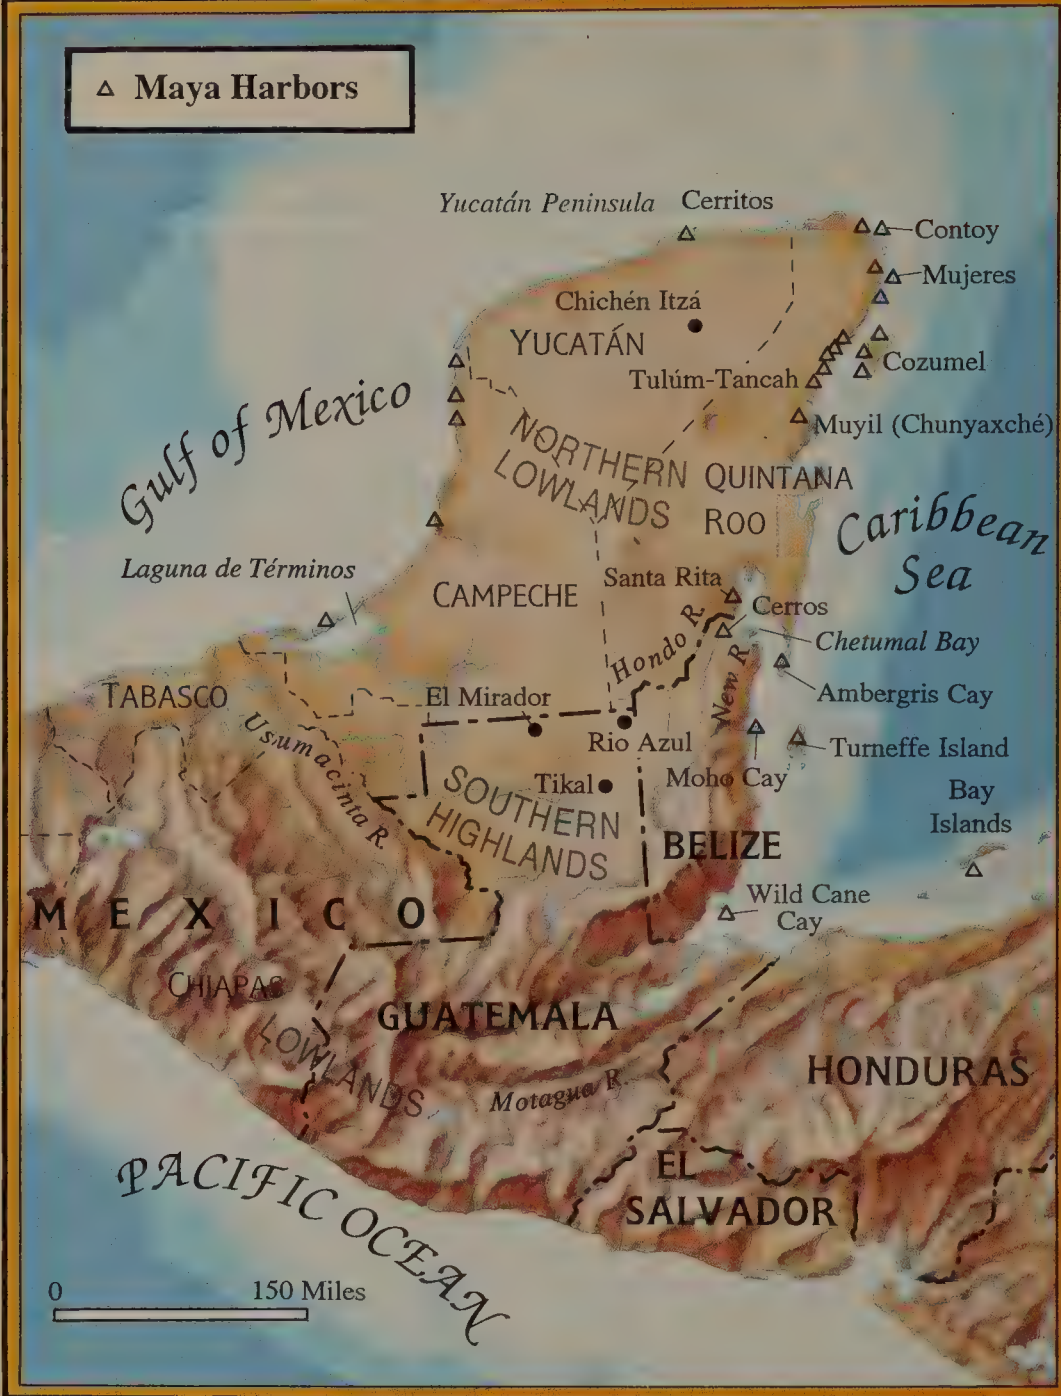 △ Maya Harbors
Yucatán Peninsula
Cerritos
Contoy
Mujeres
Chichén Itzá
YUCATÁN
Cozumel
Tulúm-Tancah
Gulf of Mexico
Muyil (Chunyaxché)
NORTHERN
LOWLANDS
QUINTANA
ROO
Caribbean
Sea
Laguna de Términos
Santa Rita
CAMPECHE
Cerros
Hondo R.
Chetumal Bay
New R.
TABASCO
El Mirador
Ambergris Cay
Usumacinta R.
Rio Azul
Turneffe Island
Tikal
Moho Cay
SOUTHERN
HIGHLANDS
Bay
Islands
BELIZE
MEXICO
Wild Cane
Cay
CHIAPAS
GUATEMALA
LOWLANDS
HONDURAS
Motagua R.
EL
SALVADOR
PACIFIC OCEAN
0 150 Miles